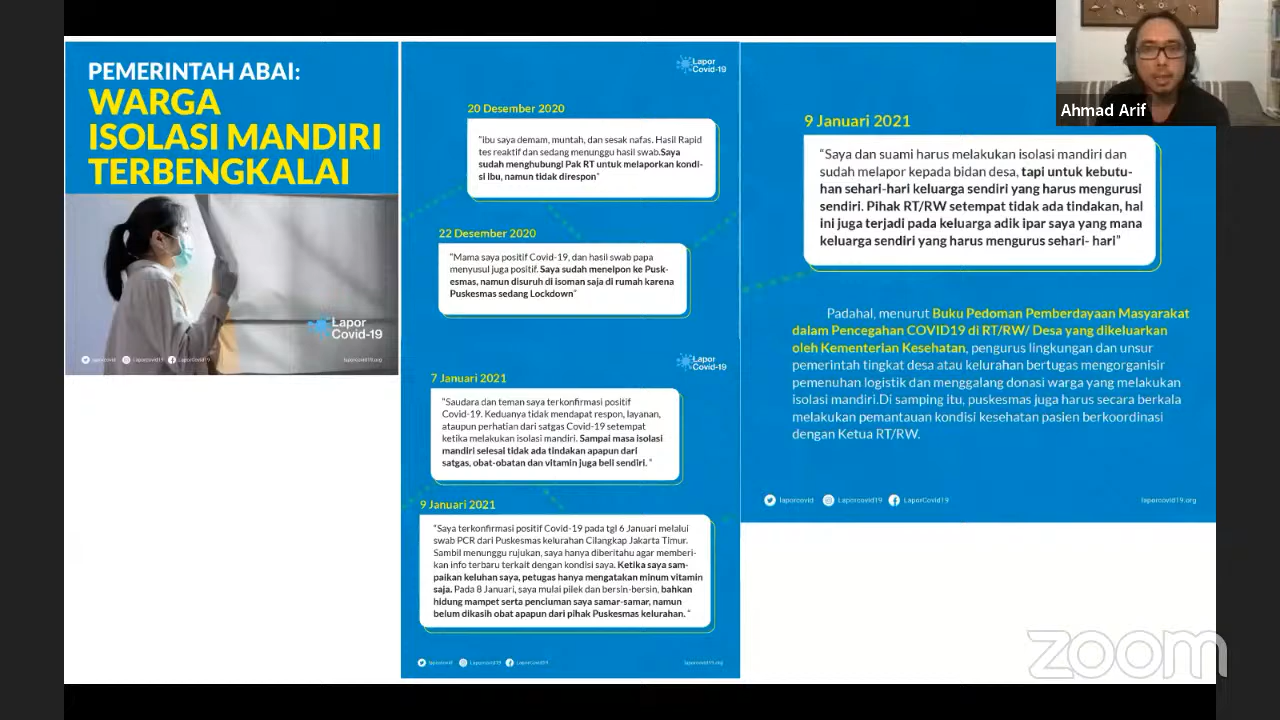 PEMERINTAH ABAI:
WARGA
ISOLASI MANDIRI
TERBENGKALAI
Lapor
Covid-19
laporcovid
Laporcovid19
LaporCovid19
laporcovid19.org
Lapor
Covid-19
20 Desember 2020
"ibu saya demam, muntah, dan sesak nafas. Hasil Rapid
tes reaktif dan sedang menunggu hasil swab.Saya
sudah menghubungi Pak RT untuk melaporkan kondi-
si ibu, namun tidak direspon"
22 Desember 2020
"Mama saya positif Covid-19, dan hasil swab papa
menyusul juga positif. Saya sudah menelpon ke Pusk-
esmas, namun disuruh di isoman saja di rumah karena
Puskesmas sedang Lockdown"
Lapor
Covid-19
7 Januari 2021
"Saudara dan teman saya terkonfirmasi positif
Covid-19. Keduanya tidak mendapat respon, layanan,
ataupun perhatian dari satgas Covid-19 setempat
ketika melakukan isolasi mandiri. Sampai masa isolasi
mandiri selesai tidak ada tindakan apapun dari
satgas, obat-obatan dan vitamin juga beli sendiri. "
9 Januari 2021
"Saya terkonfirmasi positif Covid-19 pada tgl 6 Januari melalui
swab PCR dari Puskesmas kelurahan Cilangkap Jakarta Timur.
Sambil menunggu rujukan, saya hanya diberitahu agar memberi-
kan info terbaru terkait dengan kondisi saya. Ketika saya sam-
paikan keluhan saya, petugas hanya mengatakan minum vitamin
saja. Pada 8 Januari, saya mulai pilek dan bersin-bersin, bahkan
hidung mampet serta penciuman saya samar-samar, namun
belum dikasih obat apapun dari pihak Puskesmas kelurahan. "
laporcovid
Laporcovid19
LaporCovid19
laporcovid19.org
9 Januari 2021
"Saya dan suami harus melakukan isolasi mandiri dan
sudah melapor kepada bidan desa, tapi untuk kebutu-
han sehari-hari keluarga sendiri yang harus mengurusi
sendiri. Pihak RT/RW setempat tidak ada tindakan, hal
ini juga terjadi pada keluarga adik ipar saya yang mana
keluarga sendiri yang harus mengurus sehari- hari"
Padahal, menurut Buku Pedoman Pemberdayaan Masyarakat
dalam Pencegahan COVID19 di RT/RW/ Desa yang dikeluarkan
oleh Kementerian Kesehatan, pengurus lingkungan dan unsur
pemerintah tingkat desa atau kelurahan bertugas mengorganisir
pemenuhan logistik dan menggalang donasi warga yang melakukan
isolasi mandiri.Di samping itu, puskesmas juga harus secara berkala
melakukan pemantauan kondisi kesehatan pasien berkoordinasi
dengan Ketua RT/RW.
laporcovid
Laporcovid19
LaporCovid19
laporcovid19.org
Ahmad Arif
zoom